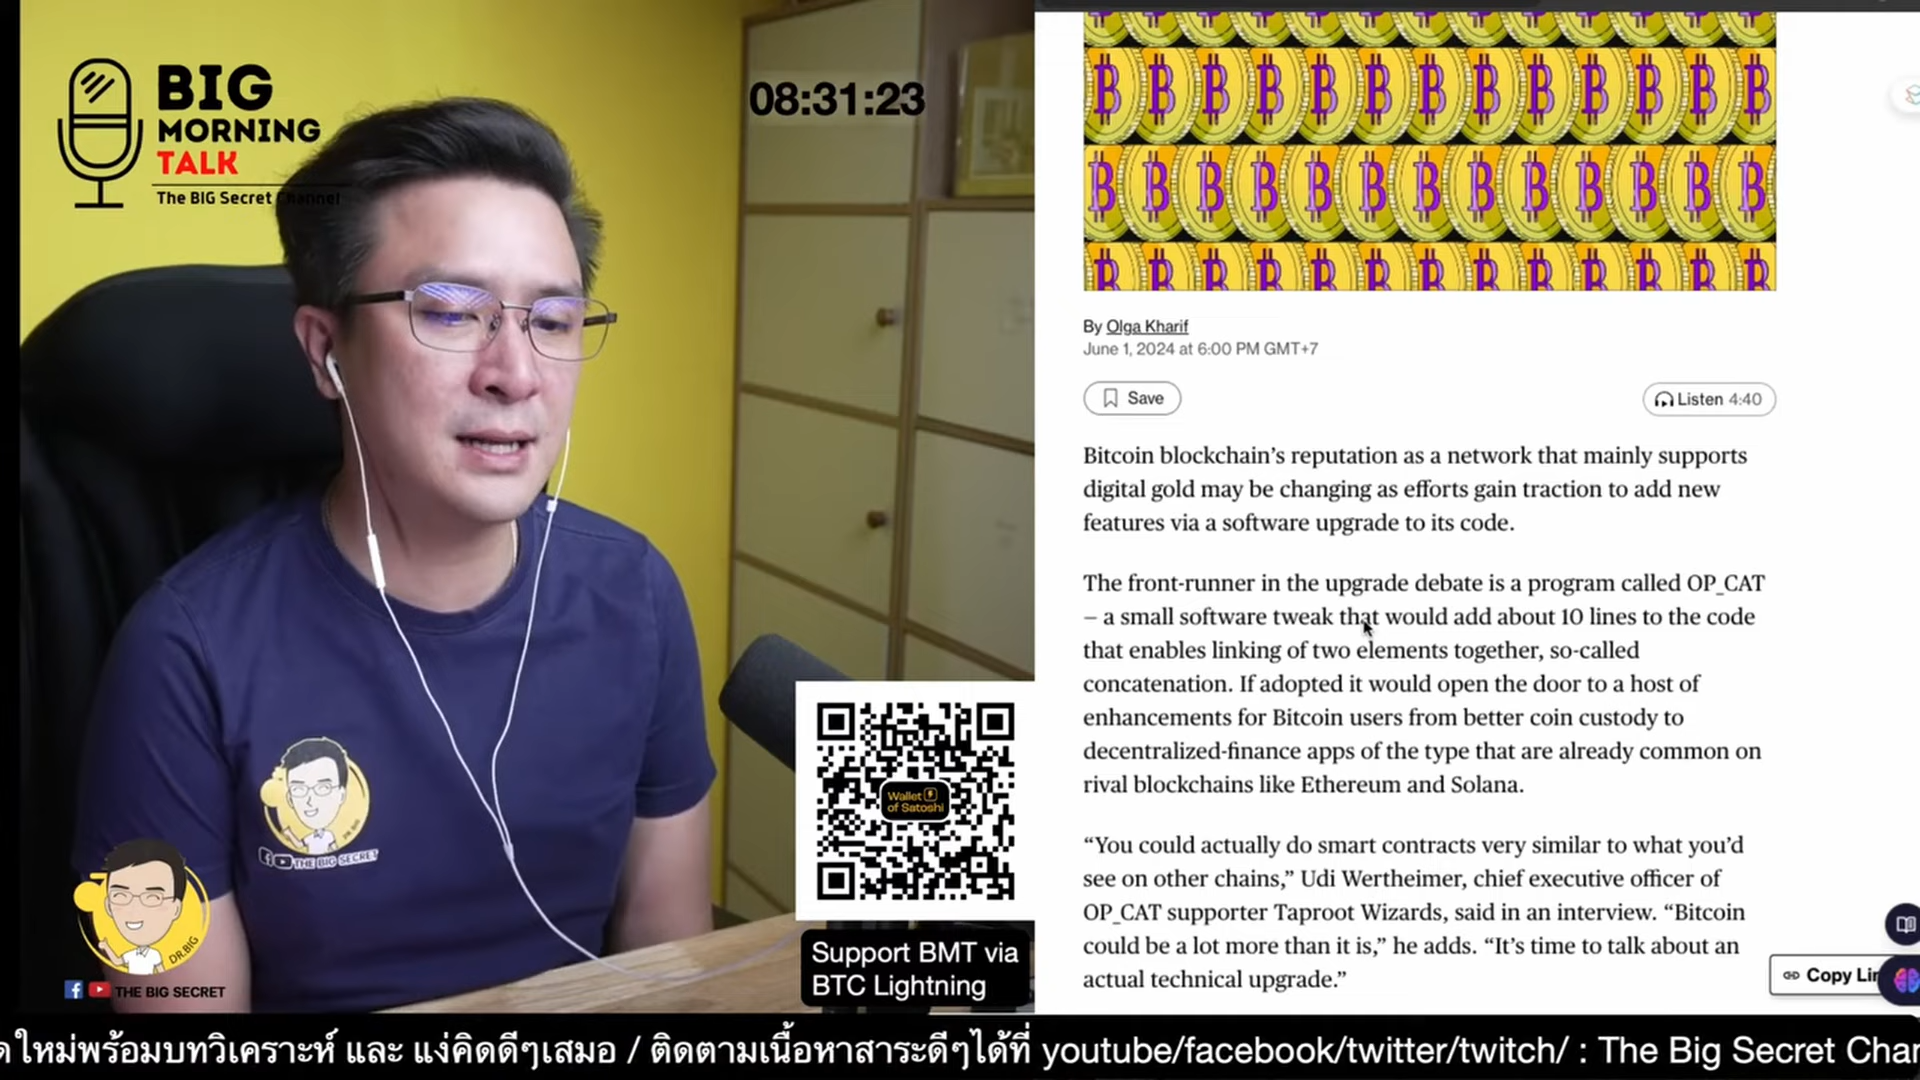 BIG
MORNING
TALK
The BIG Secret Channel
08:31:23
By Olga Kharif
June 1, 2024 at 6:00 PM GMT+7
Save
Listen 4:40
Bitcoin blockchain’s reputation as a network that mainly supports
digital gold may be changing as efforts gain traction to add new
features via a software upgrade to its code.
The front-runner in the upgrade debate is a program called OP_CAT
– a small software tweak that would add about 10 lines to the code
that enables linking of two elements together, so-called
concatenation. If adopted it would open the door to a host of
enhancements for Bitcoin users from better coin custody to
decentralized-finance apps of the type that are already common on
rival blockchains like Ethereum and Solana.
“You could actually do smart contracts very similar to what you’d
see on other chains,” Udi Wertheimer, chief executive officer of
OP_CAT supporter Taproot Wizards, said in an interview. “Bitcoin
could be a lot more than it is,” he adds. “It’s time to talk about an
actual technical upgrade.”
Copy Lin
Wallet
of Satoshi
Support BMT via
BTC Lightning
THE BIG SECRET
DR.BIG
THE BIG SECRET
ใหม่พร้อมบทวิเคราะห์ และ แง่คิดดีๆเสมอ / ติดตามเนื้อหาสาระดีๆได้ที่ youtube/facebook/twitter/twitch/ : The Big Secret Chan